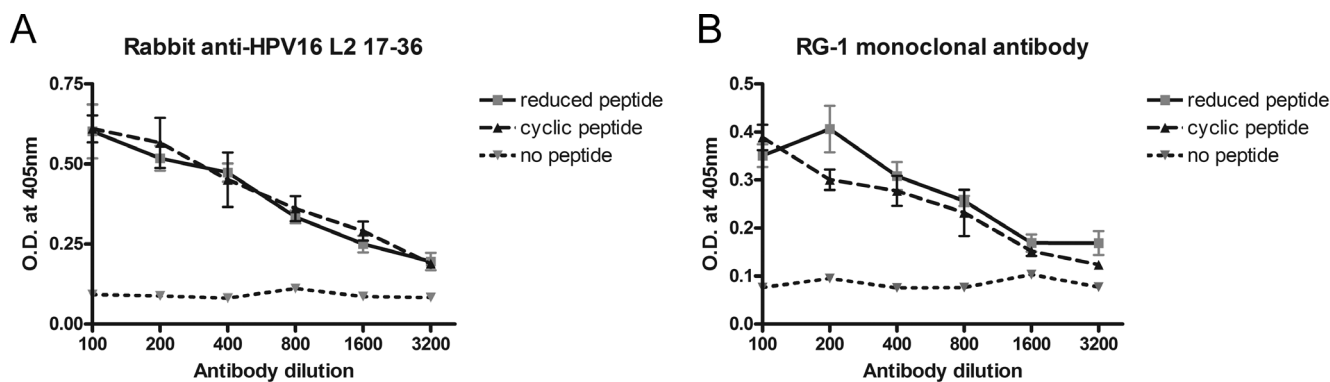 A
Rabbit anti-HPV16 L2 17-36
O.D. at 405nm
0.75
0.50
0.25
0.00
100 200 400 800 1600 3200
Antibody dilution
reduced peptide
cyclic peptide
no peptide
B
RG-1 monoclonal antibody
O.D. at 405nm
0.5
0.4
0.3
0.2
0.1
0.0
100 200 400 800 1600 3200
Antibody dilution
reduced peptide
cyclic peptide
no peptide